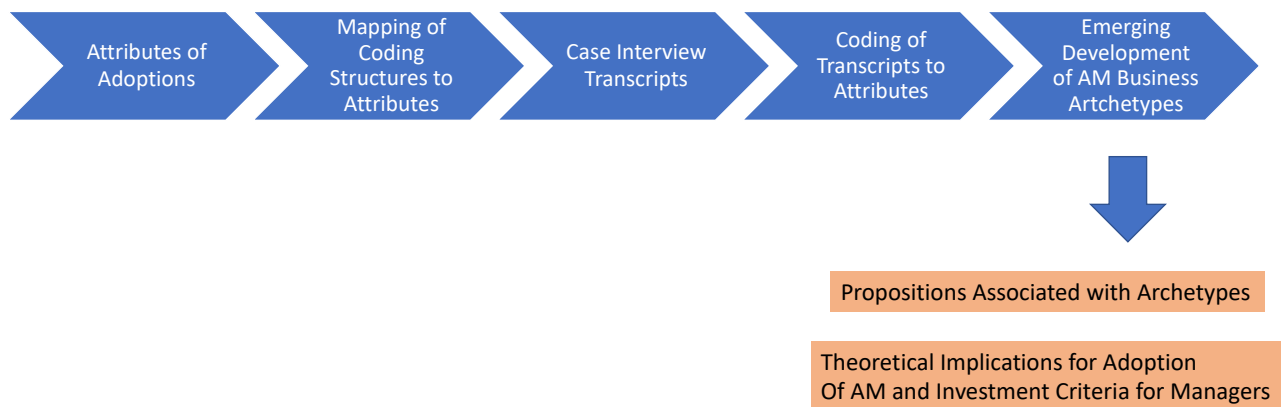 Attributes of
Adoptions
Mapping of
Coding
Structures to
Attributes
Case Interview
Transcripts
Coding of
Transcripts to
Attributes
Emerging
Development
of AM Business
Artchetypes
Propositions Associated with Archetypes
Theoretical Implications for Adoption
Of AM and Investment Criteria for Managers